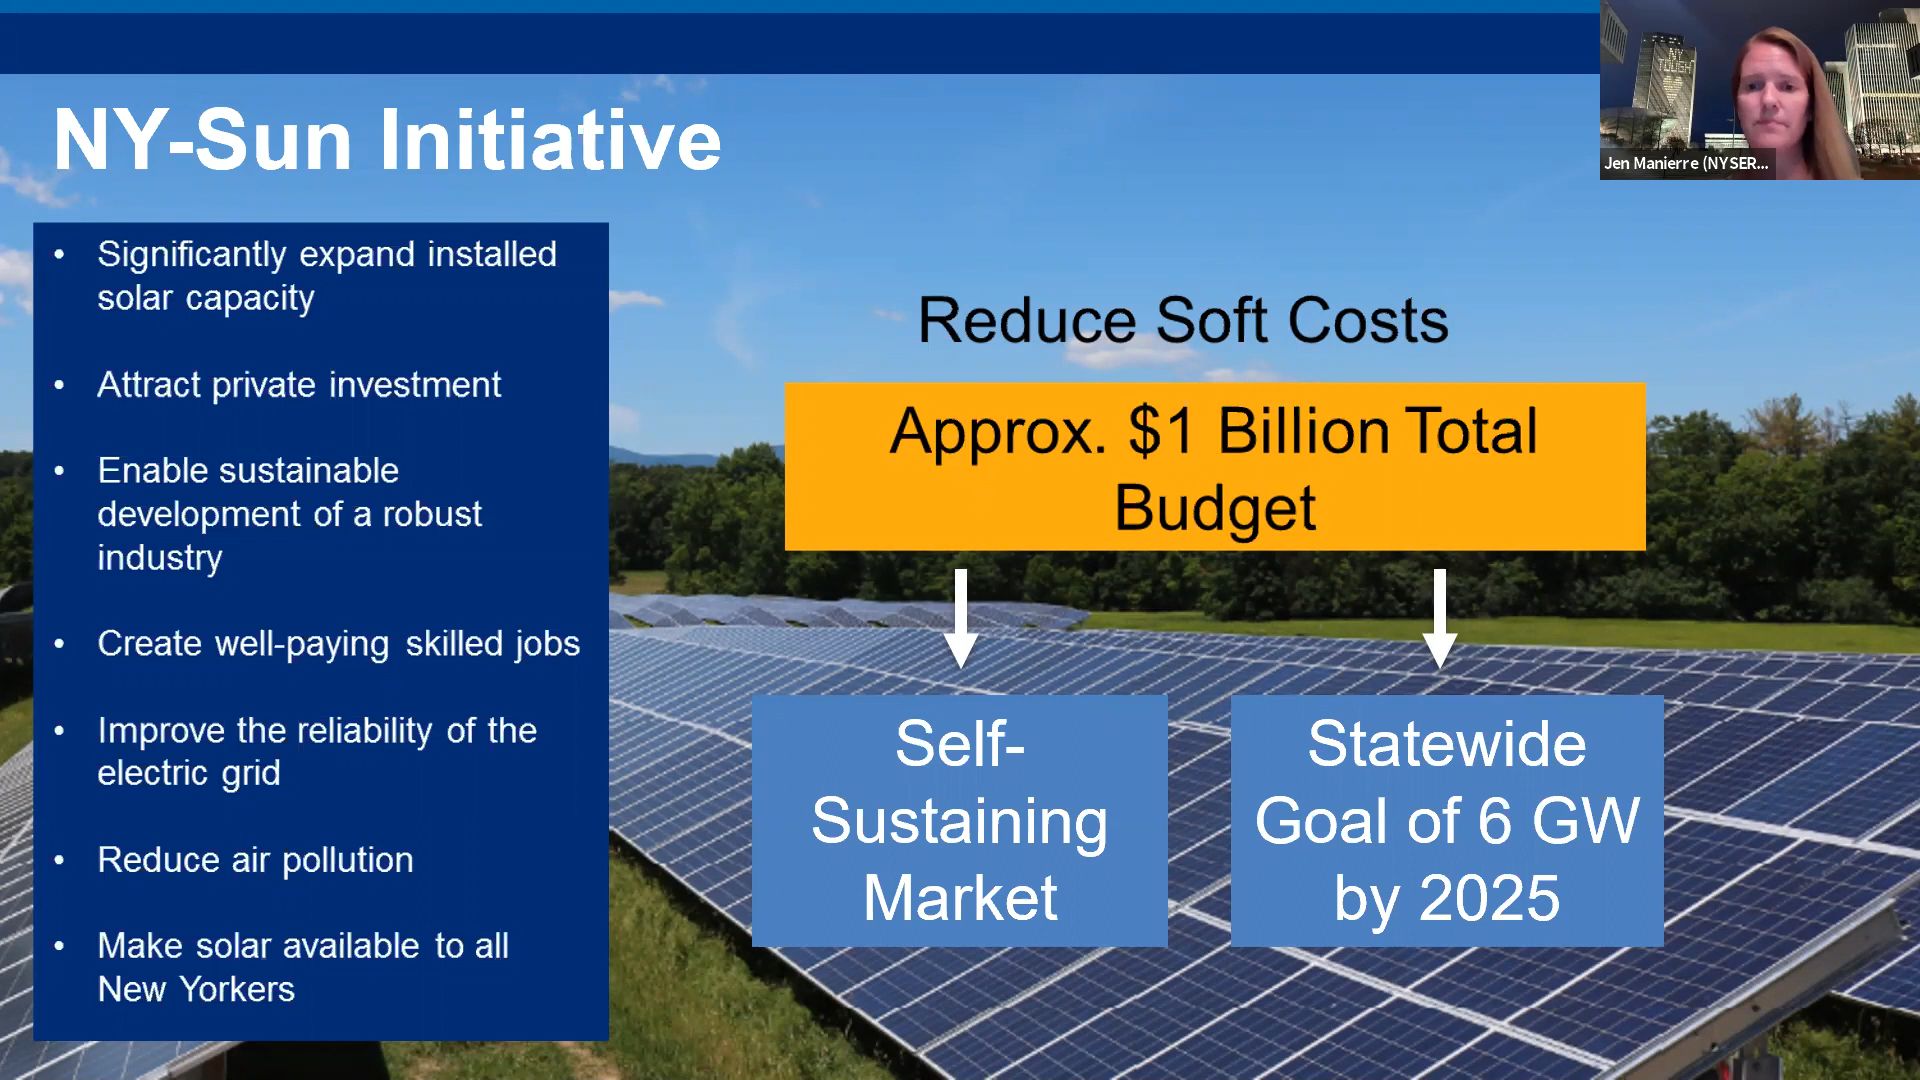 NY-Sun Initiative
• Significantly expand installed
solar capacity
• Attract private investment
• Enable sustainable
development of a robust
industry
• Create well-paying skilled jobs
• Improve the reliability of the
electric grid
• Reduce air pollution
• Make solar available to all
New Yorkers
Reduce Soft Costs
Approx. $1 Billion Total
Budget
Self-
Sustaining
Market
Statewide
Goal of 6 GW
by 2025
NY
TOUGH
Jen Manierre (NYSER...